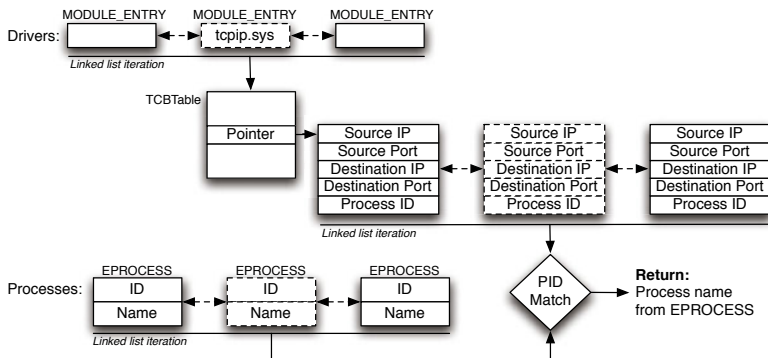 MODULE_ENTRY MODULE_ENTRY MODULE_ENTRY
Drivers: tcpip.sys
Linked list iteration
TCBTable
Pointer
Source IP
Source Port
Destination IP
Destination Port
Process ID
Source IP
Source Port
Destination IP
Destination Port
Process ID
Source IP
Source Port
Destination IP
Destination Port
Process ID
Linked list iteration
EPROCESS EPROCESS EPROCESS
Processes:
ID
Name
ID
Name
ID
Name
Linked list iteration
PID
Match
Return:
Process name
from EPROCESS